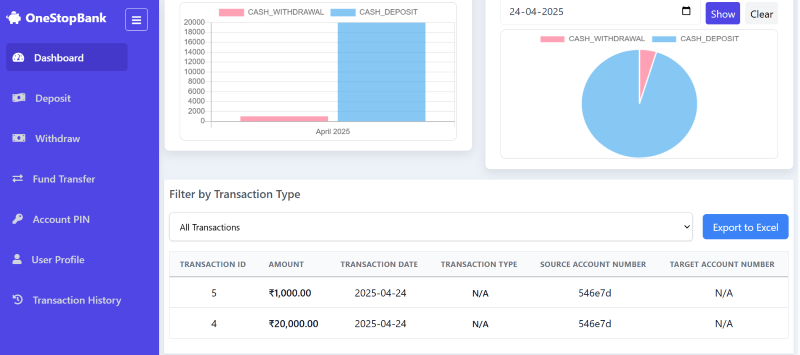 OneStopBank
Dashboard
Deposit
Withdraw
Fund Transfer
Account PIN
User Profile
Transaction History
CASH_WITHDRAWAL CASH_DEPOSIT
20000
18000
16000
14000
12000
10000
8000
6000
4000
2000
0
April 2025
24-04-2025 Show Clear
CASH_WITHDRAWAL CASH_DEPOSIT
Filter by Transaction Type
All Transactions Export to Excel
TRANSACTION ID AMOUNT TRANSACTION DATE TRANSACTION TYPE SOURCE ACCOUNT NUMBER TARGET ACCOUNT NUMBER
5 ₹1,000.00 2025-04-24 N/A 546e7d N/A
4 ₹20,000.00 2025-04-24 N/A 546e7d N/A